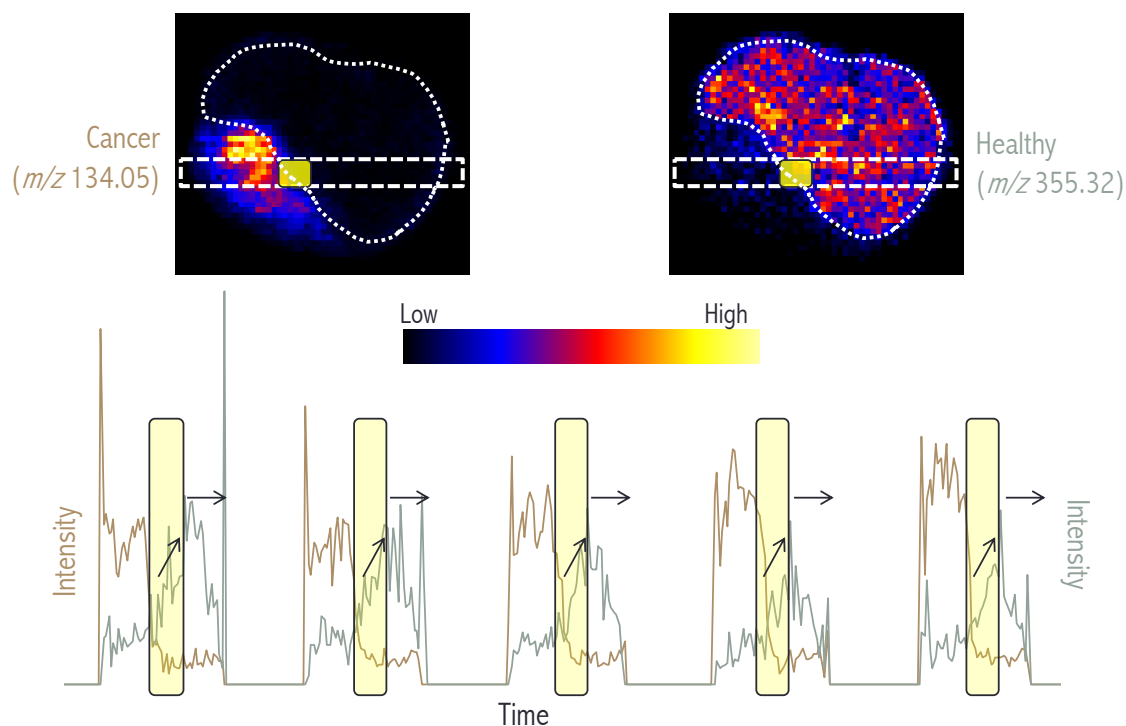 Cancer
(m/z 134.05)
Healthy
(m/z 355.32)
Low
High
Intensity
Intensity
Time